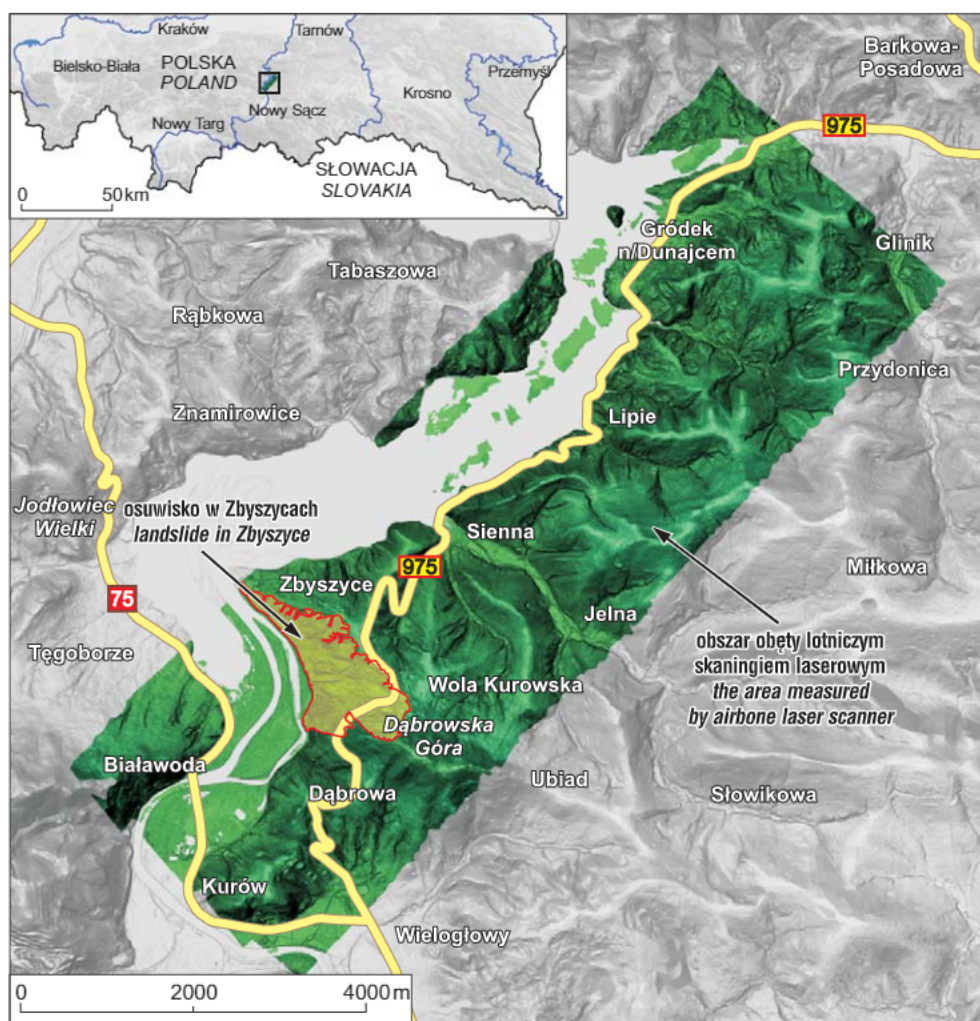 Kraków
Tarnów
Bielsko-Biała
POLSKA
POLAND
Przemyśl
Krosno
Nowy Sącz
Nowy Targ
SŁOWACJA
SLOVAKIA
0 50 km
Barkowa-
Posadowa
975
Gródek
n/Dunajcem
Glinik
Tabaszowa
Rąbkowa
Przydonica
Znamirowice
Lipie
Jodłowiec
Wielki
osuwisko w Zbyszycach
landslide in Zbyszyce
Sienna
975
Zbyszyce
Miłkowa
75
Jelna
Tęgoborze
obszar obęty lotniczym
skaningiem laserowym
the area measured
by airbone laser scanner
Wola Kurowska
Dąbrowska
Góra
Białawoda
Ubiad
Dąbrowa
Słowikowa
Kurów
Wielogłowy
0 2000 4000 m